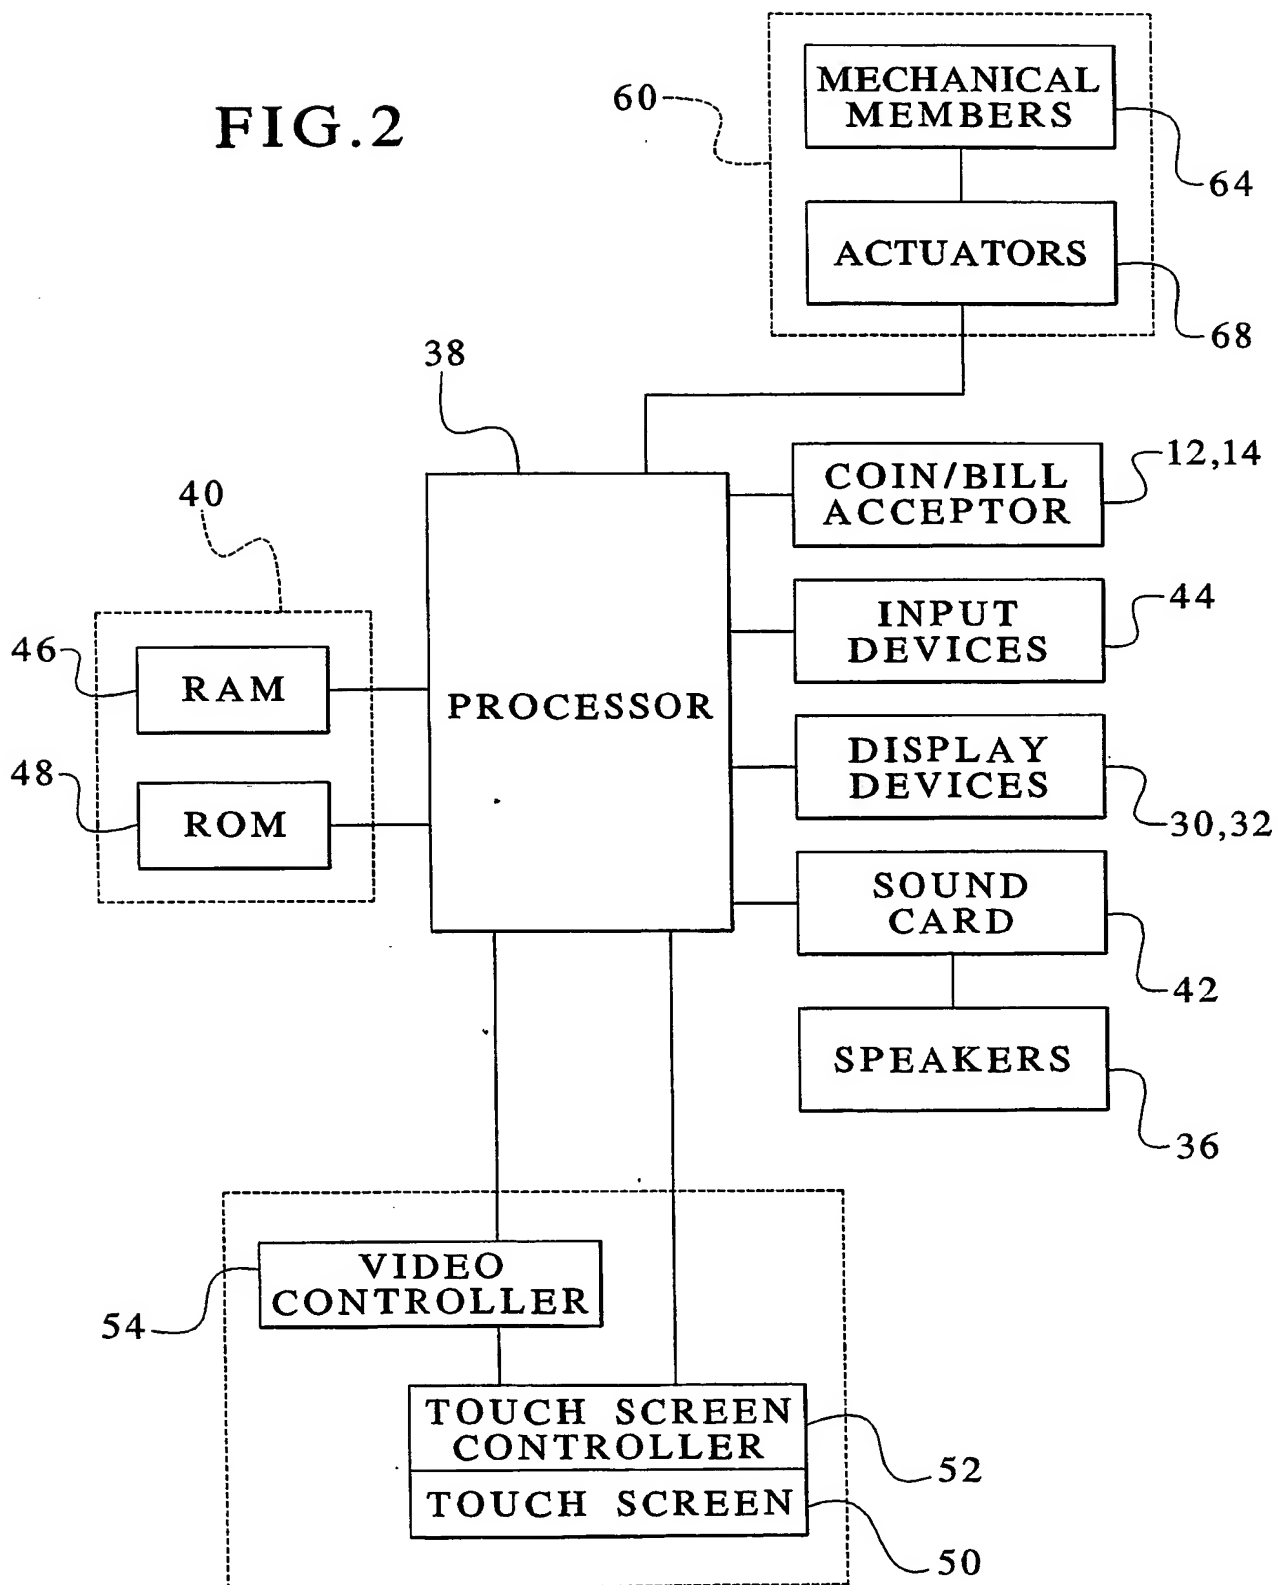 FIG.2
60
MECHANICAL
MEMBERS
64
ACTUATORS
68
38
40
COIN/BILL
ACCEPTOR
12,14
INPUT
DEVICES
44
46
RAM
PROCESSOR
DISPLAY
DEVICES
30,32
48
ROM
SOUND
CARD
42
SPEAKERS
36
VIDEO
CONTROLLER
54
TOUCH SCREEN
CONTROLLER
52
TOUCH SCREEN
50